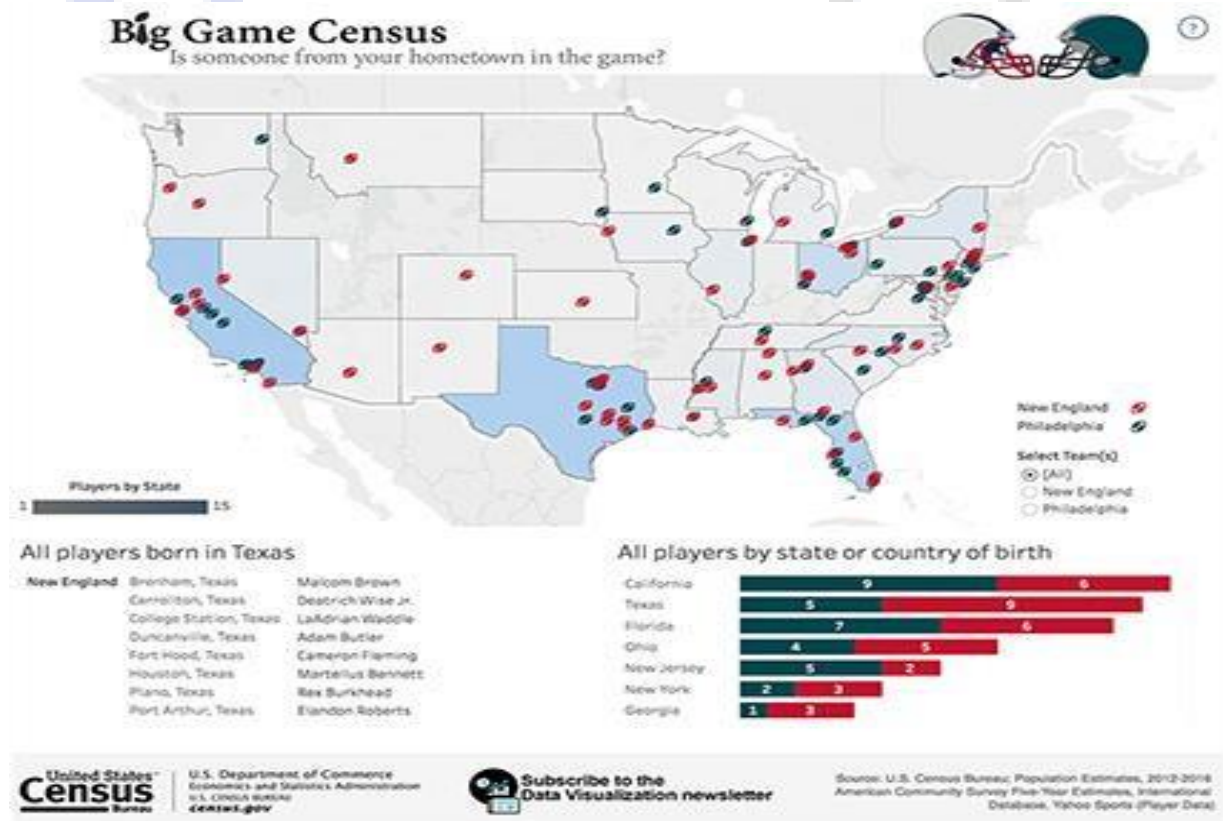 Big Game Census
Is someone from your hometown in the game?
?
New England
Philadelphia
Select Team(s)
(All)
New England
Philadelphia
Players by State
1 15
All players born in Texas
New England Brenham, Texas Malcom Brown
Carrollton, Texas Deatrich Wise Jr.
College Station, Texas LaAdrian Waddle
Duncanville, Texas Adam Butler
Fort Hood, Texas Cameron Fleming
Houston, Texas Martellus Bennett
Plano, Texas Rex Burkhead
Port Arthur, Texas Elandon Roberts
All players by state or country of birth
California 9 6
Texas 5 9
Florida 7 6
Ohio 4 5
New Jersey 5 2
New York 2 3
Georgia 1 3
United States™
Census
Bureau
U.S. Department of Commerce
Economics and Statistics Administration
U.S. CENSUS BUREAU
census.gov
Subscribe to the
Data Visualization newsletter
Source: U.S. Census Bureau; Population Estimates, 2012-2016
American Community Survey Five-Year Estimates, International
Database, Yahoo Sports (Player Data)